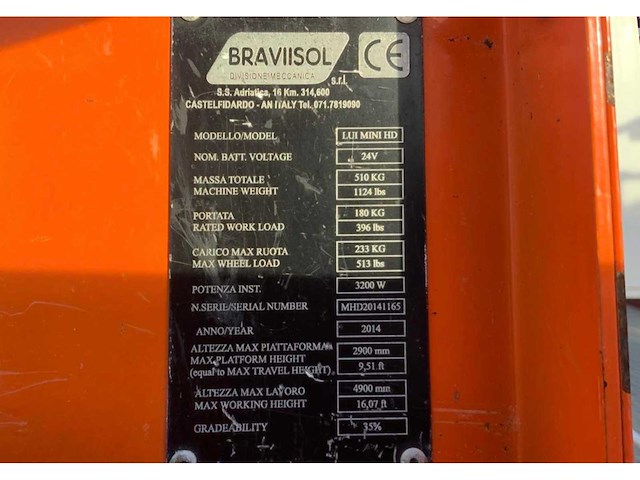 BRAVIISOL
DIVISIONE MECCANICA
S.r.l.
CE
S.S. Adriatica, 16 Km. 314,600
CASTELFIDARDO - AN ITALY Tel. 071.7819090
MODELLO/MODEL LUI MINI HD
NOM. BATT. VOLTAGE 24V
MASSA TOTALE 510 KG
MACHINE WEIGHT 1124 lbs
PORTATA 180 KG
RATED WORK LOAD 396 lbs
CARICO MAX RUOTA 233 KG
MAX WHEEL LOAD 513 lbs
POTENZA INST. 3200 W
N.SERIE/SERIAL NUMBER MHD20141165
ANNO/YEAR 2014
ALTEZZA MAX PIATTAFORMA 2900 mm
MAX PLATFORM HEIGHT 9,51 ft
(equal to MAX TRAVEL HEIGHT)
ALTEZZA MAX LAVORO 4900 mm
MAX WORKING HEIGHT 16,07 ft
GRADEABILITY 35%